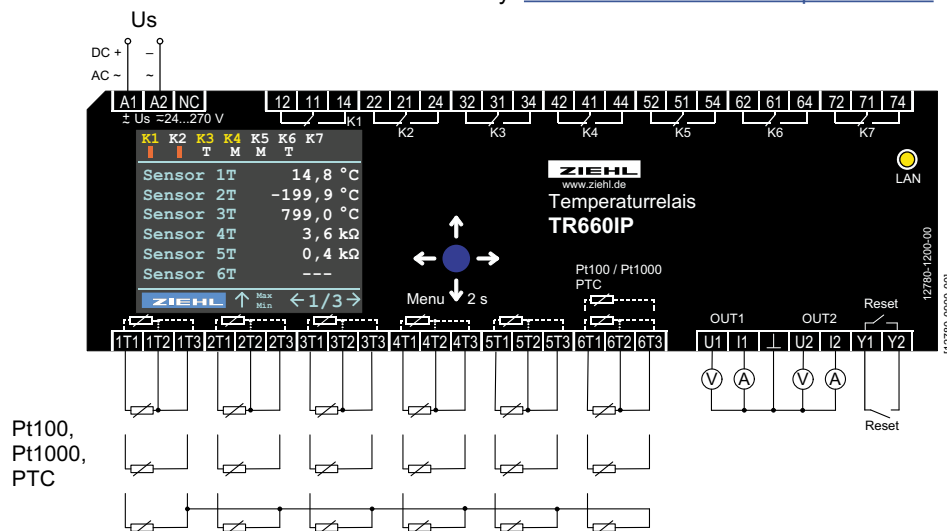 y
Us
DC + –
AC ~ ~
A1 A2 NC 12 11 14 22 21 24 32 31 34 42 41 44 52 51 54 62 61 64 72 71 74
± Us =24...270 V K1 K2 K3 K4 K5 K6 K7
K1 K2 K3 K4 K5 K6 K7
T M M T
Sensor 1T 14,8 °C
Sensor 2T -199,9 °C
Sensor 3T 799,0 °C
Sensor 4T 3,6 kΩ
Sensor 5T 0,4 kΩ
Sensor 6T ---
ZIEHL ↑ Max Min ←1/3→
ZIEHL
www.ziehl.de
Temperaturrelais
TR660IP
LAN
12780-1200-00
Menu 2 s
Pt100 / Pt1000
PTC
OUT1 OUT2
Reset
1T1 1T2 1T3 2T1 2T2 2T3 3T1 3T2 3T3 4T1 4T2 4T3 5T1 5T2 5T3 6T1 6T2 6T3 U1 I1 ⊥ U2 I2 Y1 Y2
V A V A
Reset
Pt100,
Pt1000,
PTC